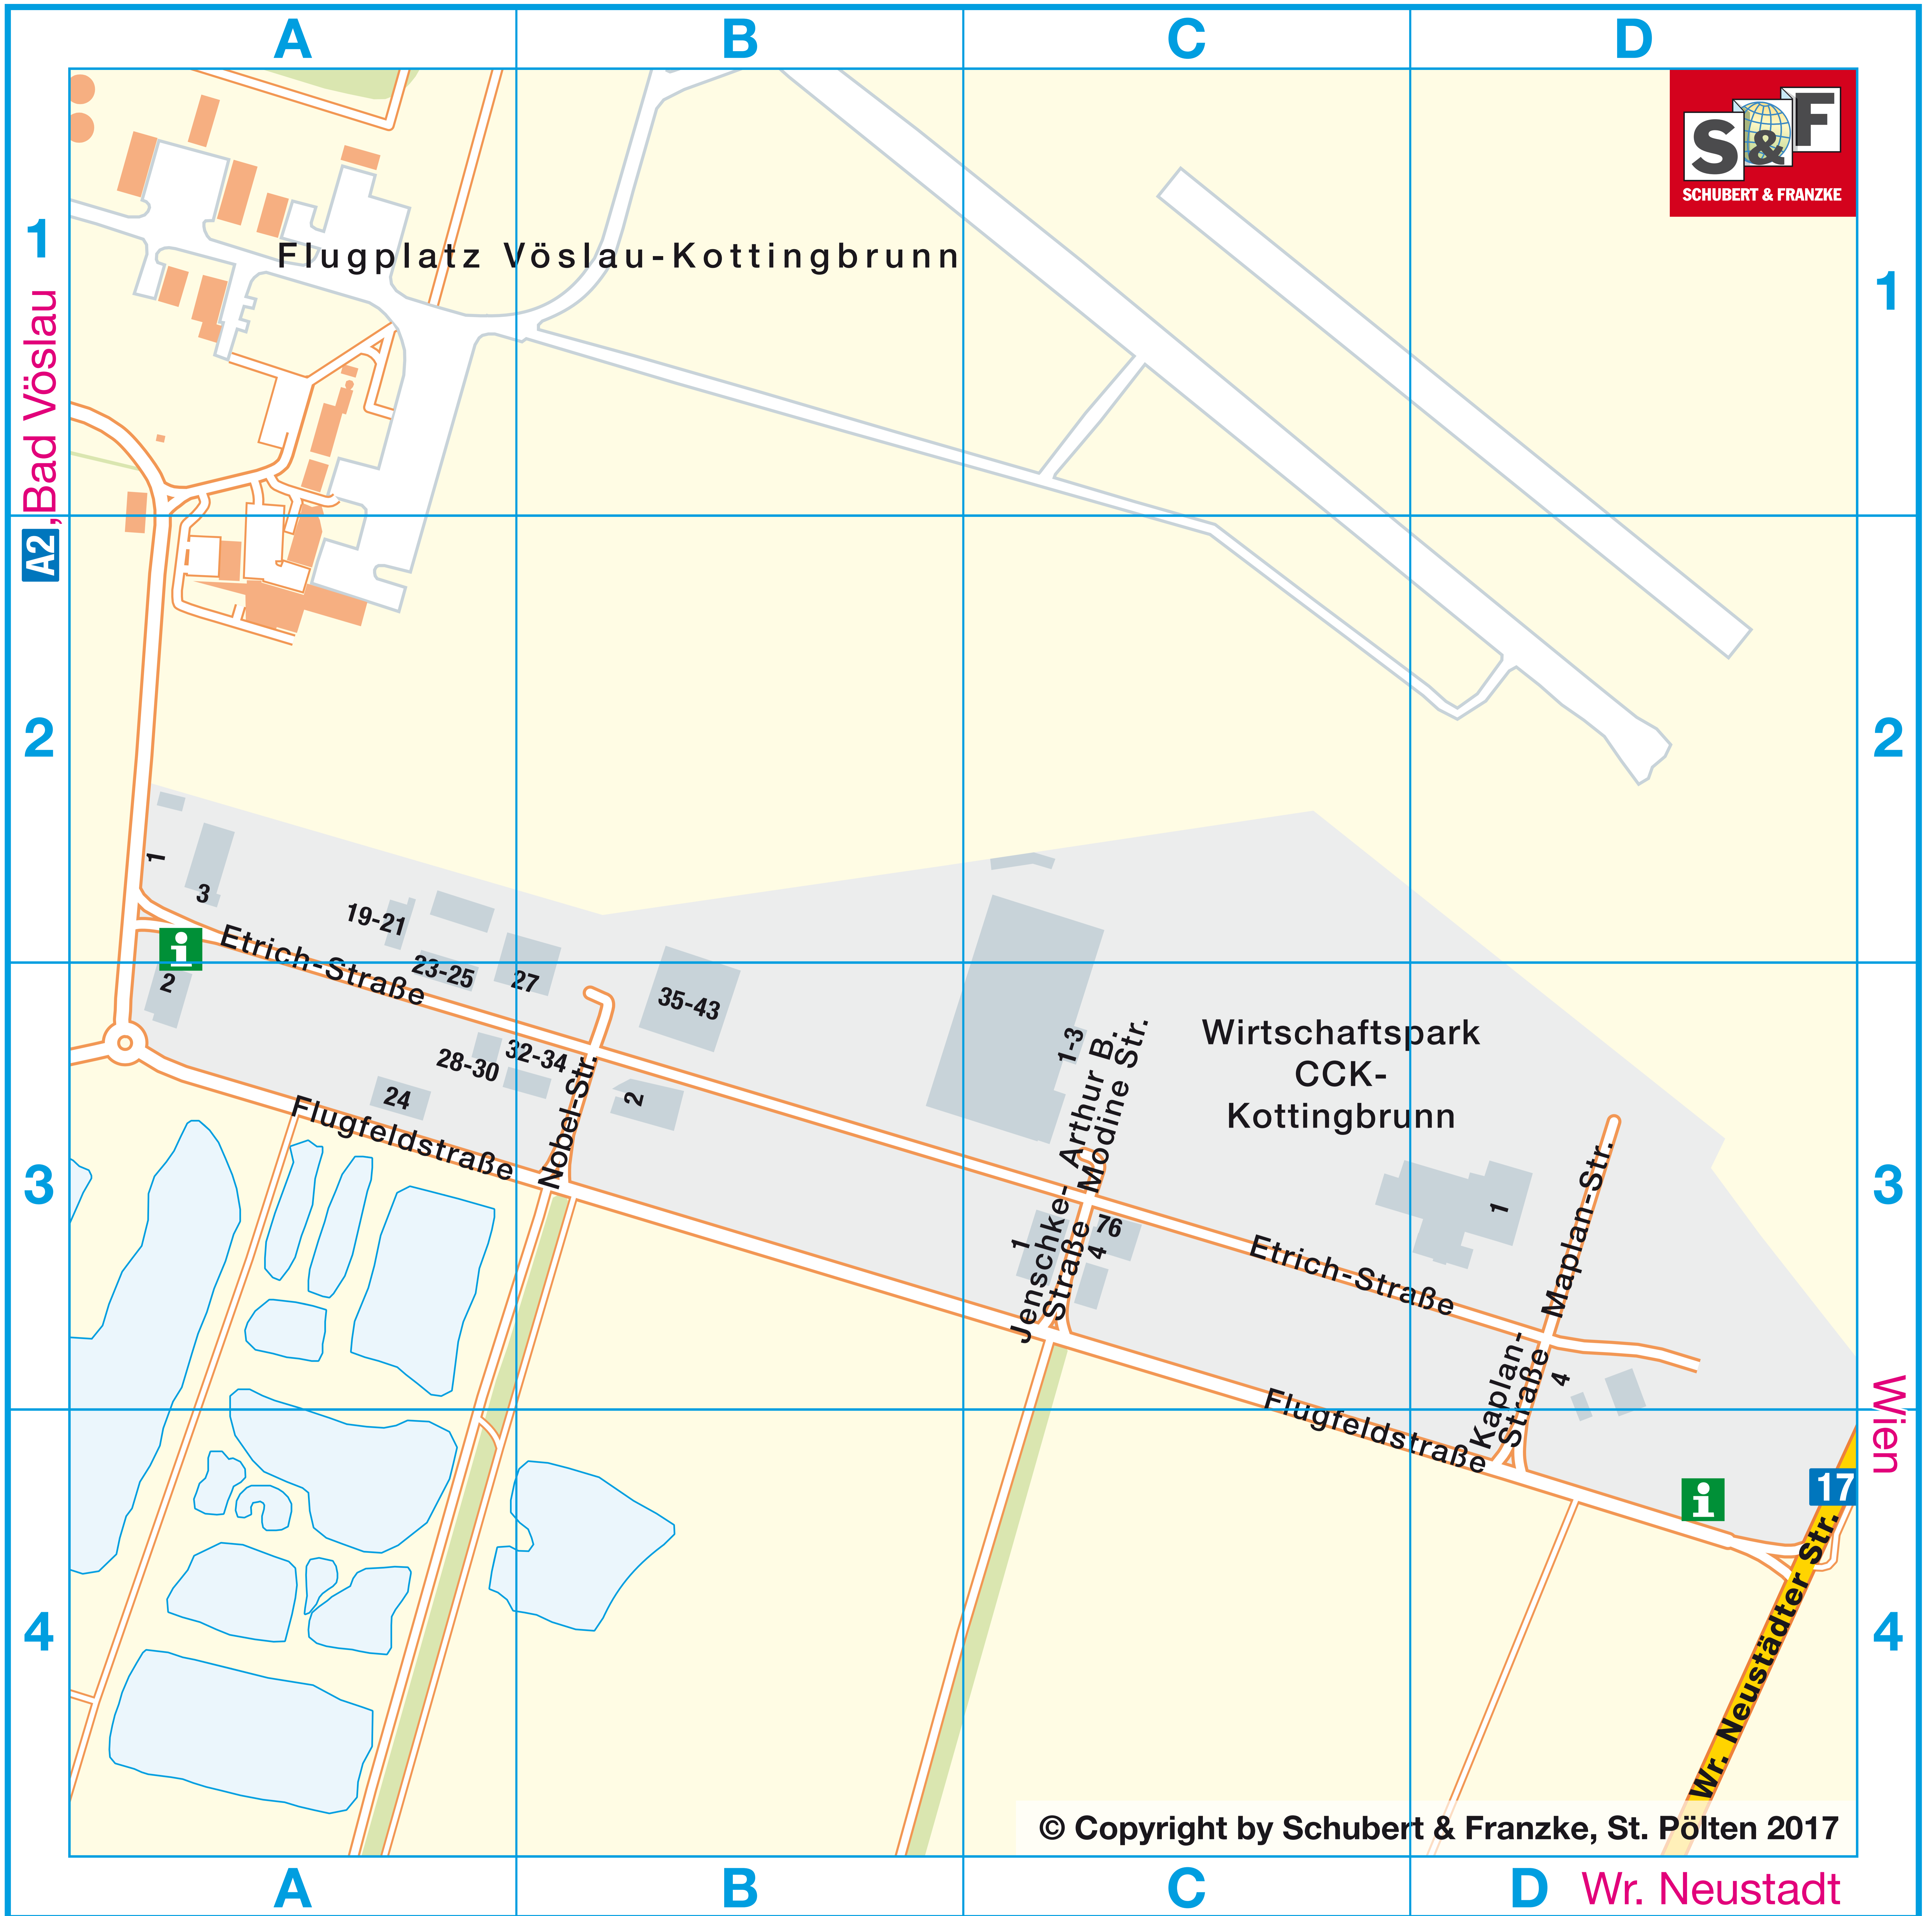 A
B
C
D
S&F
SCHUBERT & FRANZKE
1
Flugplatz Vöslau-Kottingbrunn
1
A2,Bad Vöslau
2
2
1
3
19-21
Etrich-Straße
23-25
27
2
35-43
28-30
32-34
24
2
Nobel-Str.
Flugfeldstraße
1-3
Arthur B.
Modine Str.
Wirtschaftspark
CCK-
Kottingbrunn
3
3
1
Maplan-Str.
76
4
1
Jenschke-
Straße
Etrich-Straße
Kaplan-
Straße
4
Flugfeldstraße
Wien
17
4
4
Wr. Neustädter Str.
© Copyright by Schubert & Franzke, St. Pölten 2017
A
B
C
D
Wr. Neustadt